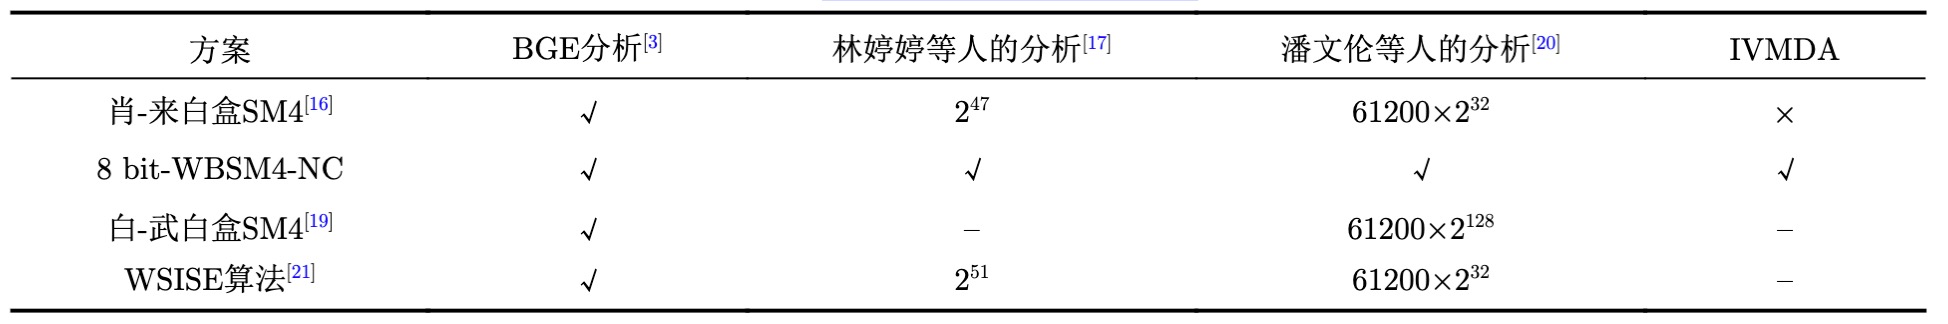 方案 BGE分析[3] 林婷婷等人的分析[17] 潘文伦等人的分析[20] IVMDA
肖-来白盒SM4[16] √ 2^47 61200×2^32 ×
8 bit-WBSM4-NC √ √ √ √
白-武白盒SM4[19] √ – 61200×2^128 –
WSISE算法[21] √ 2^51 61200×2^32 –